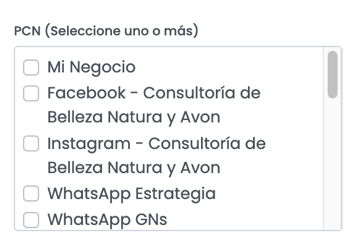 PCN (Seleccione uno o más)
Mi Negocio
Facebook - Consultoría de
Belleza Natura y Avon
Instagram - Consultoría de
Belleza Natura y Avon
WhatsApp Estrategia
WhatsApp GNs